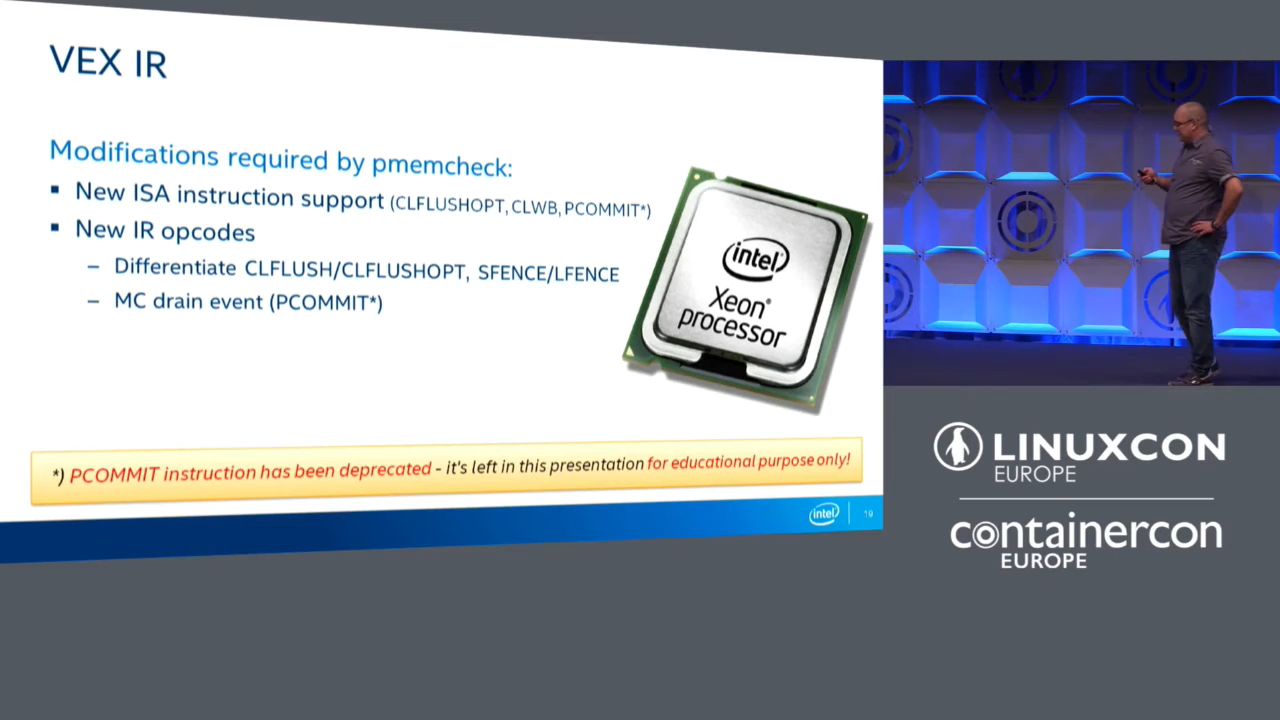 VEX IR
Modifications required by pmemcheck:
▪ New ISA instruction support (CLFLUSHOPT, CLWB, PCOMMIT*)
▪ New IR opcodes
– Differentiate CLFLUSH/CLFLUSHOPT, SFENCE/LFENCE
– MC drain event (PCOMMIT*)
intel
Xeon®
processor
*) PCOMMIT instruction has been deprecated - it's left in this presentation for educational purpose only!
intel 19
LINUXCON
EUROPE
containercon
EUROPE